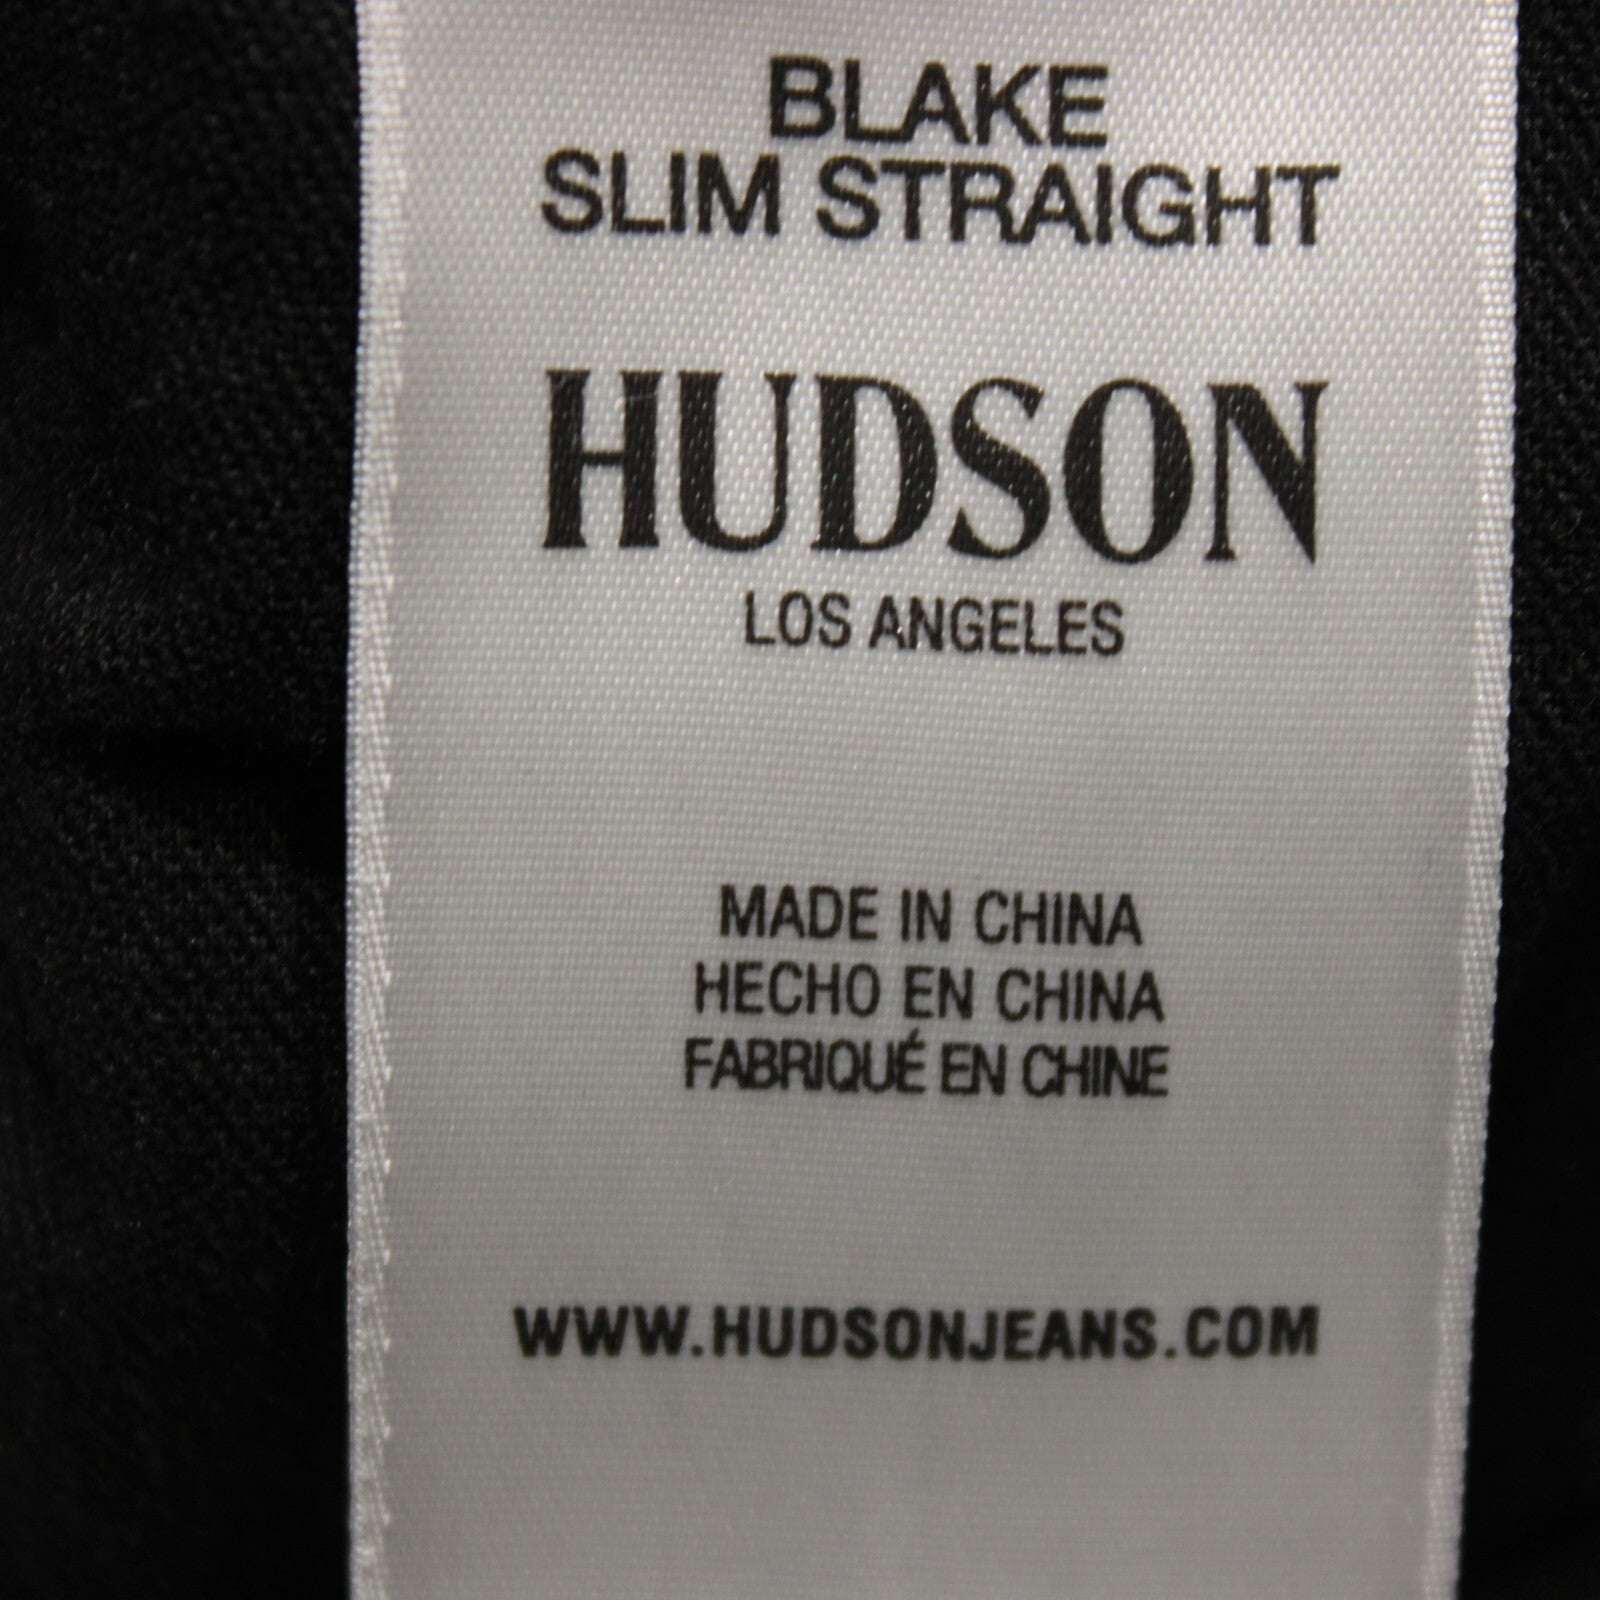 BLAKE
SLIM STRAIGHT
HUDSON
LOS ANGELES
MADE IN CHINA
HECHO EN CHINA
FABRIQUÉ EN CHINE
WWW.HUDSONJEANS.COM